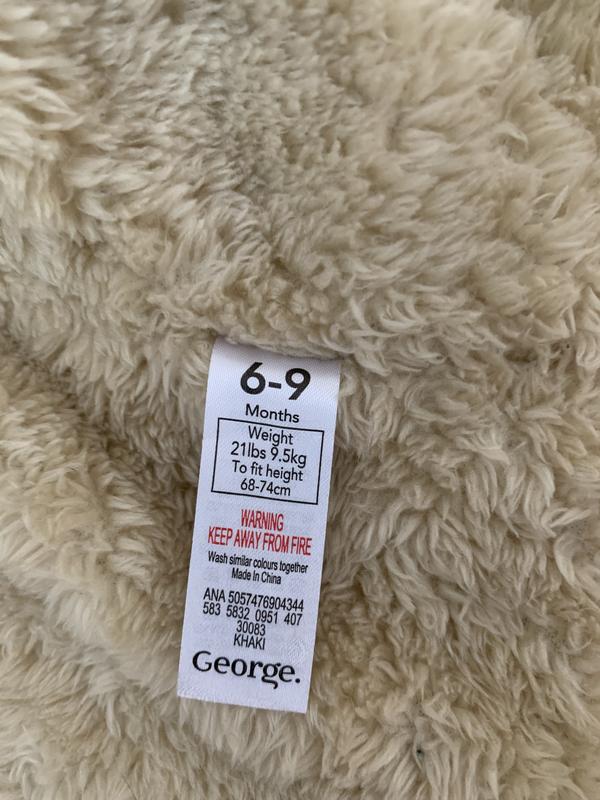 6-9
Months
Weight
21lbs 9.5kg
To fit height
68-74cm
WARNING
KEEP AWAY FROM FIRE
Wash similar colours together
Made In China
ANA 5057476904344
583 5832 0951 407
30083
KHAKI
George.